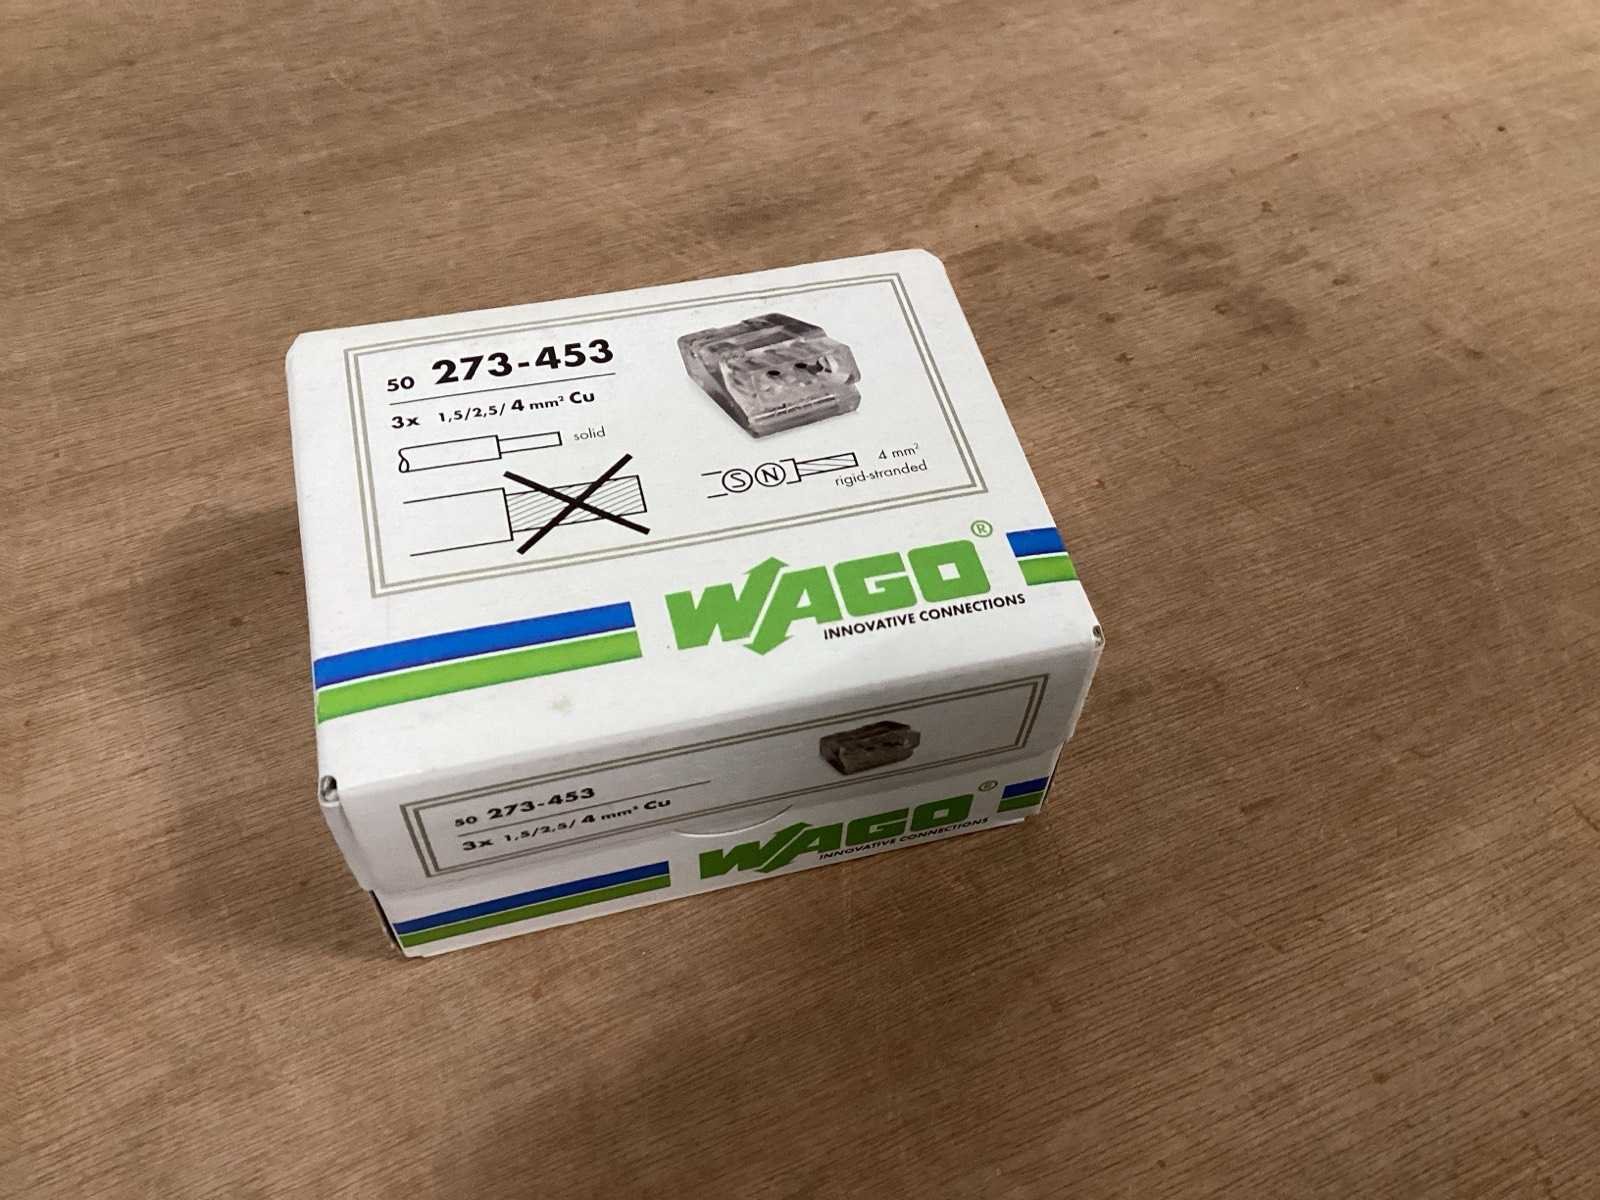 50 273-453
3x 1,5/2,5/4 mm² Cu
solid
S N
4 mm²
rigid-stranded
WAGO®
INNOVATIVE CONNECTIONS
50 273-453
3x 1,5/2,5/4 mm² Cu
WAGO®
INNOVATIVE CONNECTIONS